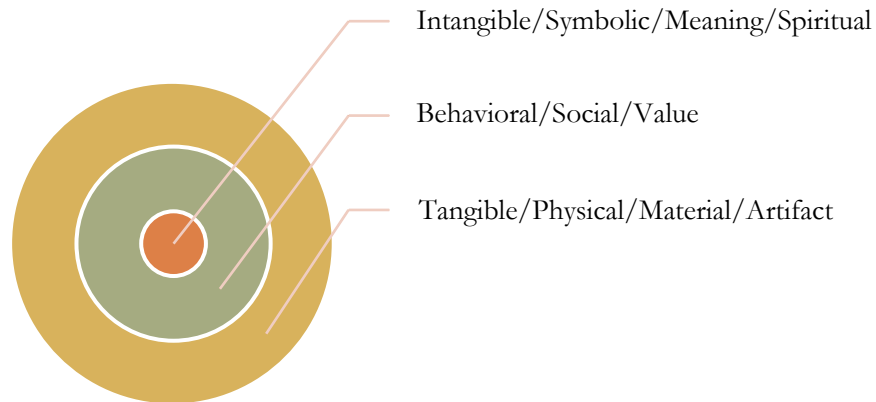 Intangible/Symbolic/Meaning/Spiritual
Behavioral/Social/Value
Tangible/Physical/Material/Artifact